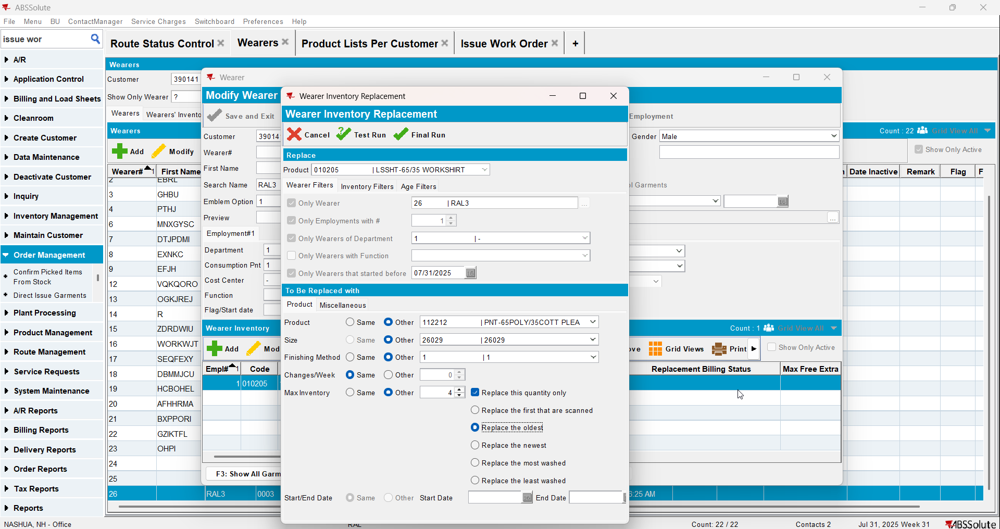 ABSSolute
File Menu BU ContactManager Service Charges Switchboard Preferences Help
issue wor
Route Status Control Wearers Product Lists Per Customer Issue Work Order +
A/R
Application Control
Billing and Load Sheets
Cleanroom
Create Customer
Data Maintenance
Deactivate Customer
Inquiry
Inventory Management
Maintain Customer
Order Management
Confirm Picked Items
From Stock
Direct Issue Garments
Plant Processing
Product Management
Route Management
Service Requests
System Maintenance
A/R Reports
Billing Reports
Delivery Reports
Order Reports
Tax Reports
Reports
Wearers
Customer 390141
Show Only Wearer ?
Wearers Wearers' Invento
Wearers
Count : 22 Grid View All
Add Modify
Show Only Active
Wearer# 1 First Name
Date Inactive Remark Flag F
2 EBRL
3 GHBU
4 PTHJ
6 MNXGYSC
7 DTJPDMI
8 EXNKC
9 EFJH
12 VQKQORO
13 OGKJREJ
14 R
15 ZDRDWIU
16 WORKWJT
17 SEQFEXY
18 DBMMJCU
19 HCBOHEL
20 AFHHRMA
21 BXPPORI
22 GZIKTFL
23 OHPI
24
25
26 RAL3 0003 6:25 AM
Wearer
Modify Wearer
Save and Exit
Employment
Customer 39014
Gender Male
Wearer#
First Name
Search Name RAL3
ol Garments
Emblem Option 1
16
Preview
...
Employment#1
Department 1
Consumption Pnt 1
Cost Center -
Function
Flag/Start date
Wearer Inventory
Count : 1 Grid View All
Add Mod
ove Grid Views Print Show Only Active
Empl# 1 Code
Replacement Billing Status Max Free Extra
1 010205
F3: Show All Garm
Wearer Inventory Replacement
Wearer Inventory Replacement
Cancel Test Run Final Run
Replace
Product 010205 | LSSHT-65/35 WORKSHIRT
Wearer Filters Inventory Filters Age Filters
Only Wearer 26 | RAL3 ...
Only Employments with # 1
Only Wearers of Department 1 | -
Only Wearers with Function
Only Wearers that started before 07/31/2025 16
To Be Replaced with
Product Miscellaneous
Product Same Other 112212 | PNT-65POLY/35COTT PLEA
Size Same Other 26029 | 26029
Finishing Method Same Other 1 | 1
Changes/Week Same Other 0
Max Inventory Same Other 4 Replace this quantity only
Replace the first that are scanned
Replace the oldest
Replace the newest
Replace the most washed
Replace the least washed
Start/End Date Same Other Start Date 16 End Date
NASHUA, NH - Office RAL Count: 22 / 22 Contacts 2 Jul 31, 2025 Week 31 ABSSolute